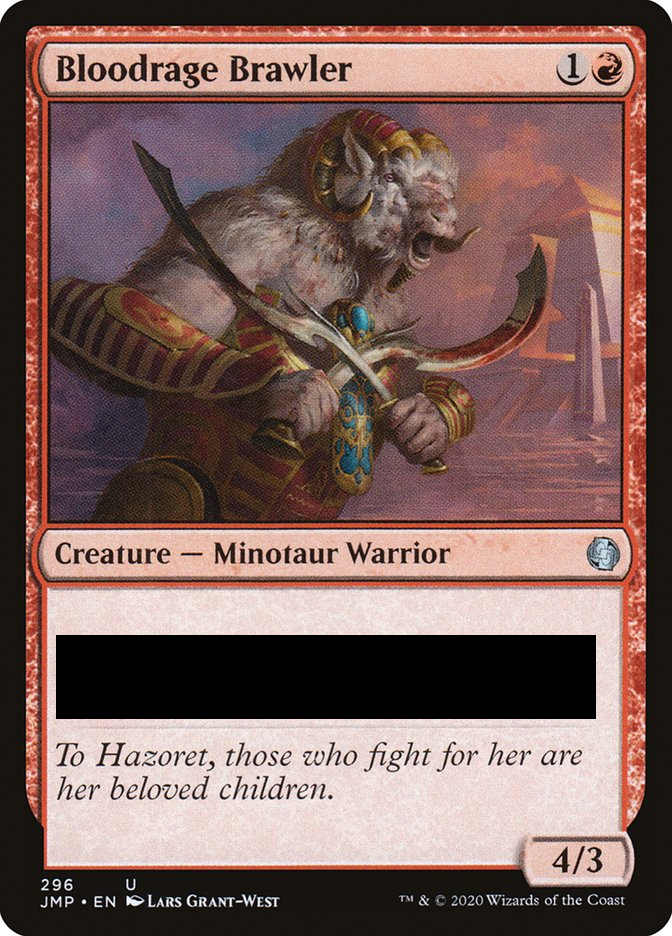 Bloodrage Brawler 1
Creature — Minotaur Warrior
To Hazoret, those who fight for her are
her beloved children.
4/3
296 U
JMP • EN Lars Grant-West
™ & © 2020 Wizards of the Coast